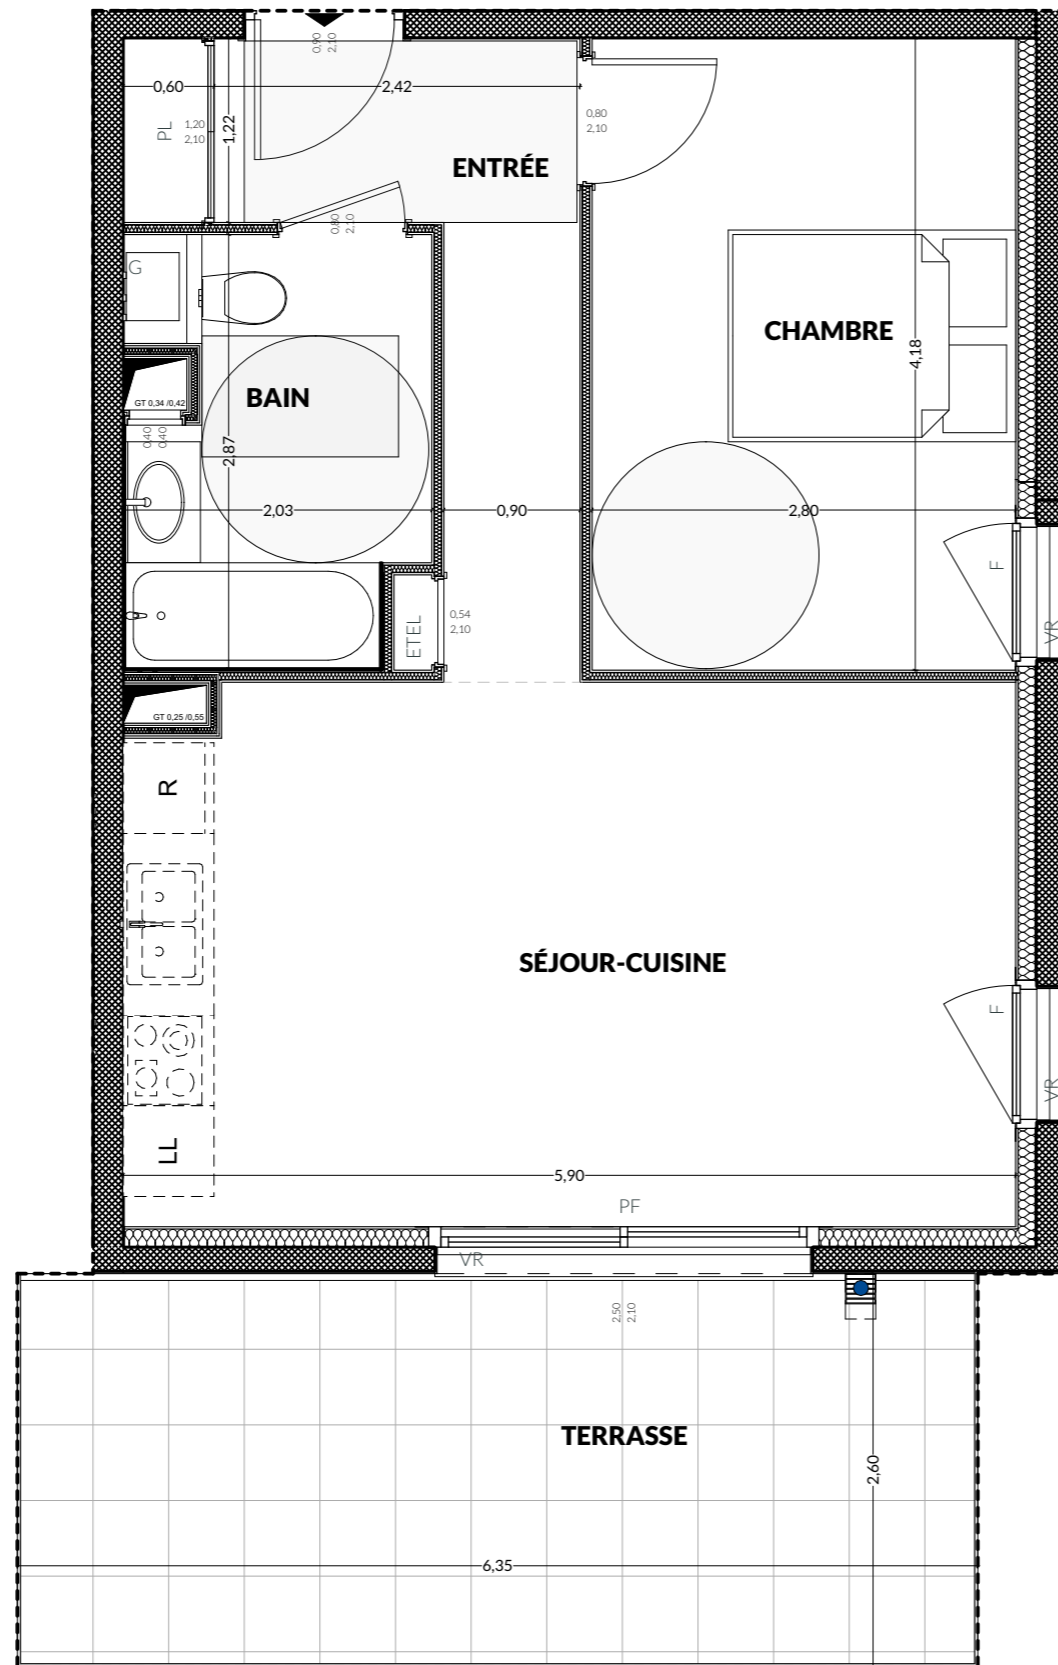 0,90
2,10
0,60
2,42
PL
1,20
2,10
1,22
0,80
2,10
ENTRÉE
0,80
2,10
G
CHAMBRE
4,18
BAIN
GT 0,34 /0,42
0,40
0,40
2,87
2,03
0,90
2,80
F
VR
ETEL
0,54
2,10
GT 0,25 /0,55
R
SÉJOUR-CUISINE
F
VR
LL
5,90
PF
VR
2,50
2,10
TERRASSE
2,60
6,35